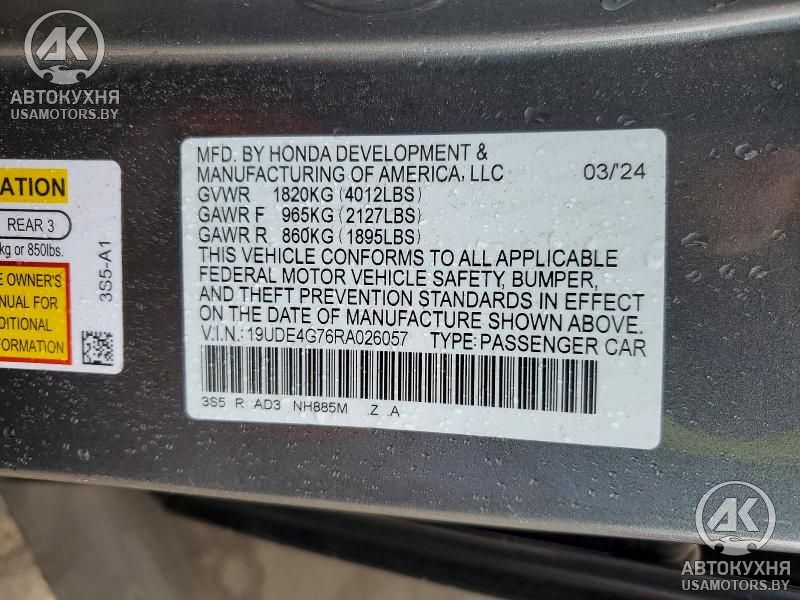 AK
АВТОКУХНЯ
USAMOTORS.BY
ATION
REAR 3
kg or 850lbs.
E OWNER'S
NUAL FOR
DITIONAL
FORMATION
3S5-A1
MFD. BY HONDA DEVELOPMENT &
MANUFACTURING OF AMERICA, LLC 03/'24
GVWR 1820KG (4012LBS)
GAWR F 965KG (2127LBS)
GAWR R 860KG (1895LBS)
THIS VEHICLE CONFORMS TO ALL APPLICABLE
FEDERAL MOTOR VEHICLE SAFETY, BUMPER,
AND THEFT PREVENTION STANDARDS IN EFFECT
ON THE DATE OF MANUFACTURE SHOWN ABOVE.
V.I.N.: 19UDE4G76RA026057 TYPE: PASSENGER CAR
3S5 R AD3 NH885M Z A
AK
АВТОКУХНЯ
USAMOTORS.BY